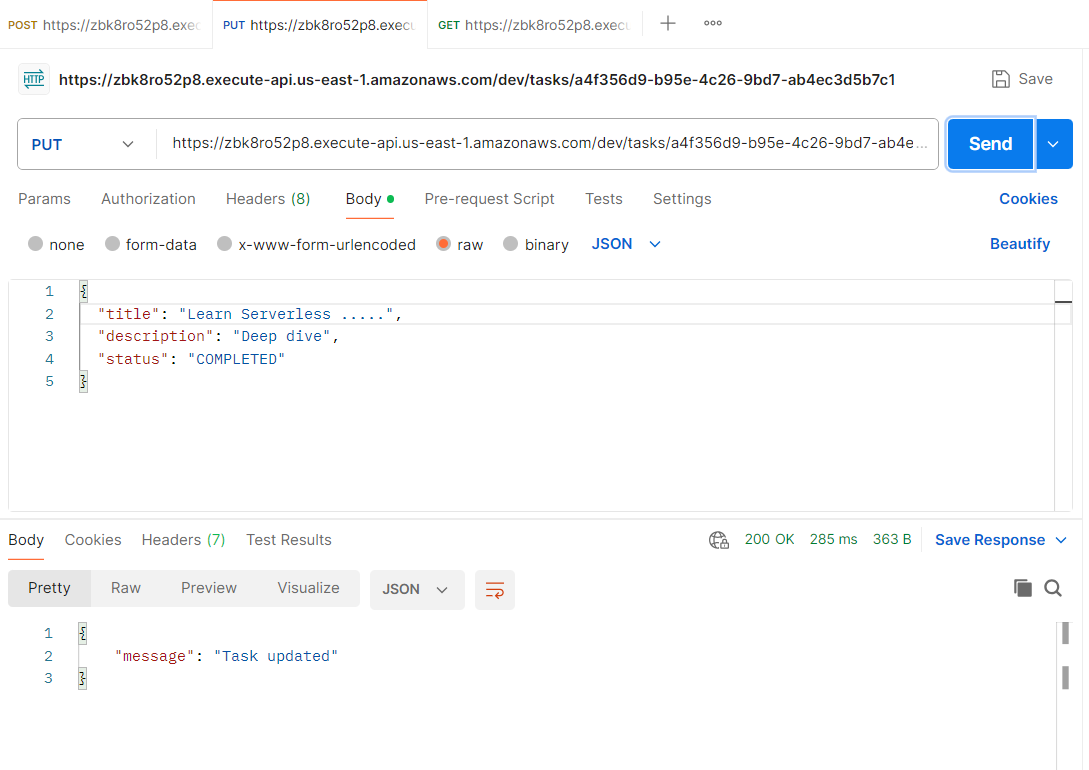 POST https://zbk8ro52p8.exec PUT https://zbk8ro52p8.execu GET https://zbk8ro52p8.execu
HTTP https://zbk8ro52p8.execute-api.us-east-1.amazonaws.com/dev/tasks/a4f356d9-b95e-4c26-9bd7-ab4ec3d5b7c1 Save
PUT https://zbk8ro52p8.execute-api.us-east-1.amazonaws.com/dev/tasks/a4f356d9-b95e-4c26-9bd7-ab4e... Send
Params Authorization Headers (8) Body Pre-request Script Tests Settings Cookies
none form-data x-www-form-urlencoded raw binary JSON Beautify
1 {
2 "title": "Learn Serverless .....",
3 "description": "Deep dive",
4 "status": "COMPLETED"
5 }
Body Cookies Headers (7) Test Results 200 OK 285 ms 363 B Save Response
Pretty Raw Preview Visualize JSON
1 {
2 "message": "Task updated"
3 }